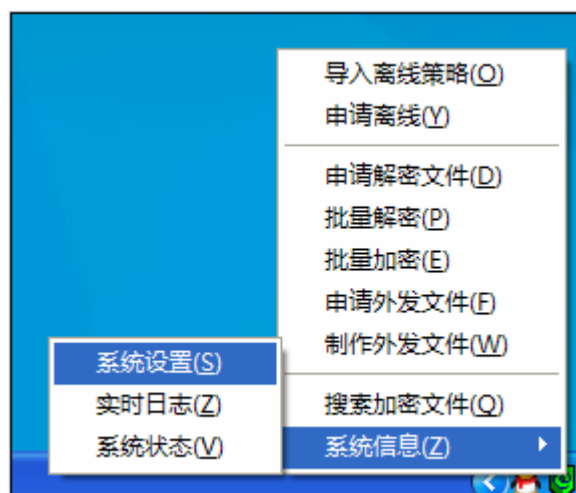 导入离线策略(O)
申请离线(Y)
申请解密文件(D)
批量解密(P)
批量加密(E)
申请外发文件(F)
制作外发文件(W)
搜索加密文件(Q)
系统信息(Z)
系统设置(S)
实时日志(Z)
系统状态(V)